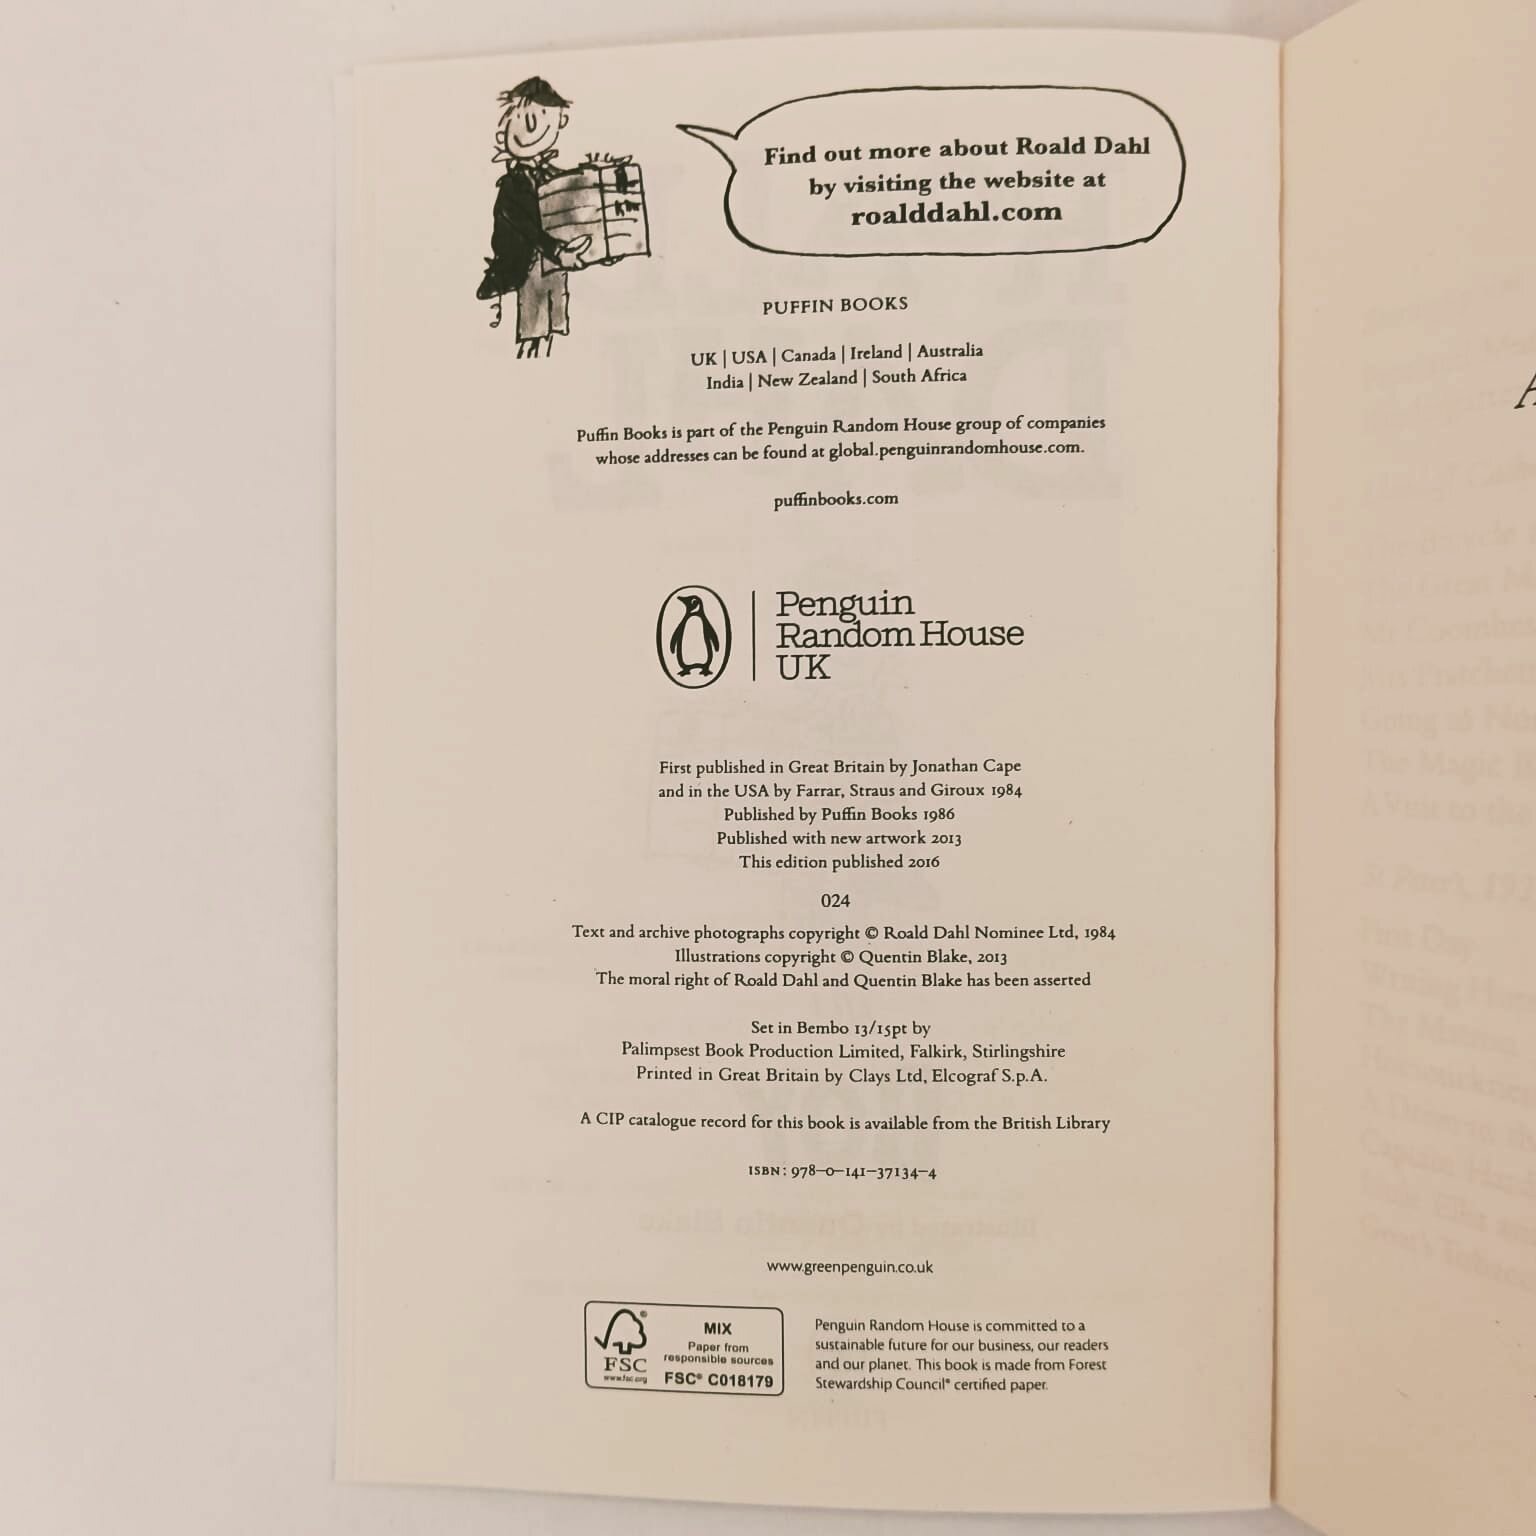 Find out more about Roald Dahl
by visiting the website at
roalddahl.com
PUFFIN BOOKS
UK | USA | Canada | Ireland | Australia
India | New Zealand | South Africa
Puffin Books is part of the Penguin Random House group of companies
whose addresses can be found at global.penguinrandomhouse.com.
puffinbooks.com
Penguin
Random House
UK
First published in Great Britain by Jonathan Cape
and in the USA by Farrar, Straus and Giroux 1984
Published by Puffin Books 1986
Published with new artwork 2013
This edition published 2016
024
Text and archive photographs copyright © Roald Dahl Nominee Ltd, 1984
Illustrations copyright © Quentin Blake, 2013
The moral right of Roald Dahl and Quentin Blake has been asserted
Set in Bembo 13/15pt by
Palimpsest Book Production Limited, Falkirk, Stirlingshire
Printed in Great Britain by Clays Ltd, Elcograf S.p.A.
A CIP catalogue record for this book is available from the British Library
ISBN: 978–0–141–37134–4
www.greenpenguin.co.uk
FSC
www.fsc.org
MIX
Paper from
responsible sources
FSC® C018179
Penguin Random House is committed to a
sustainable future for our business, our readers
and our planet. This book is made from Forest
Stewardship Council® certified paper.